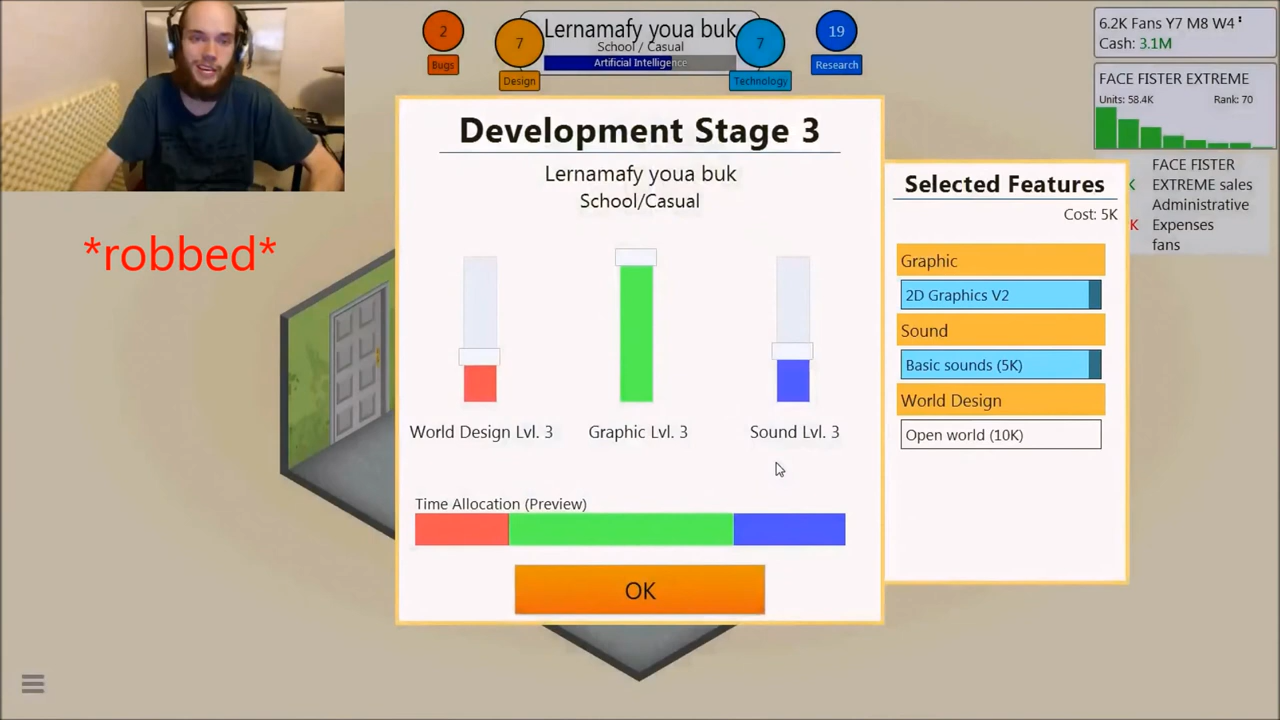 2
Bugs
7
Design
Lernamafy youa buk
School / Casual
Artificial Intelligence
7
Technology
19
Research
6.2K Fans Y7 M8 W4
Cash: 3.1M
FACE FISTER EXTREME
Units: 58.4K Rank: 70
FACE FISTER
K EXTREME sales
Administrative
K Expenses
fans
*robbed*
Development Stage 3
Lernamafy youa buk
School/Casual
World Design Lvl. 3 Graphic Lvl. 3 Sound Lvl. 3
Time Allocation (Preview)
OK
Selected Features
Cost: 5K
Graphic
2D Graphics V2
Sound
Basic sounds (5K)
World Design
Open world (10K)